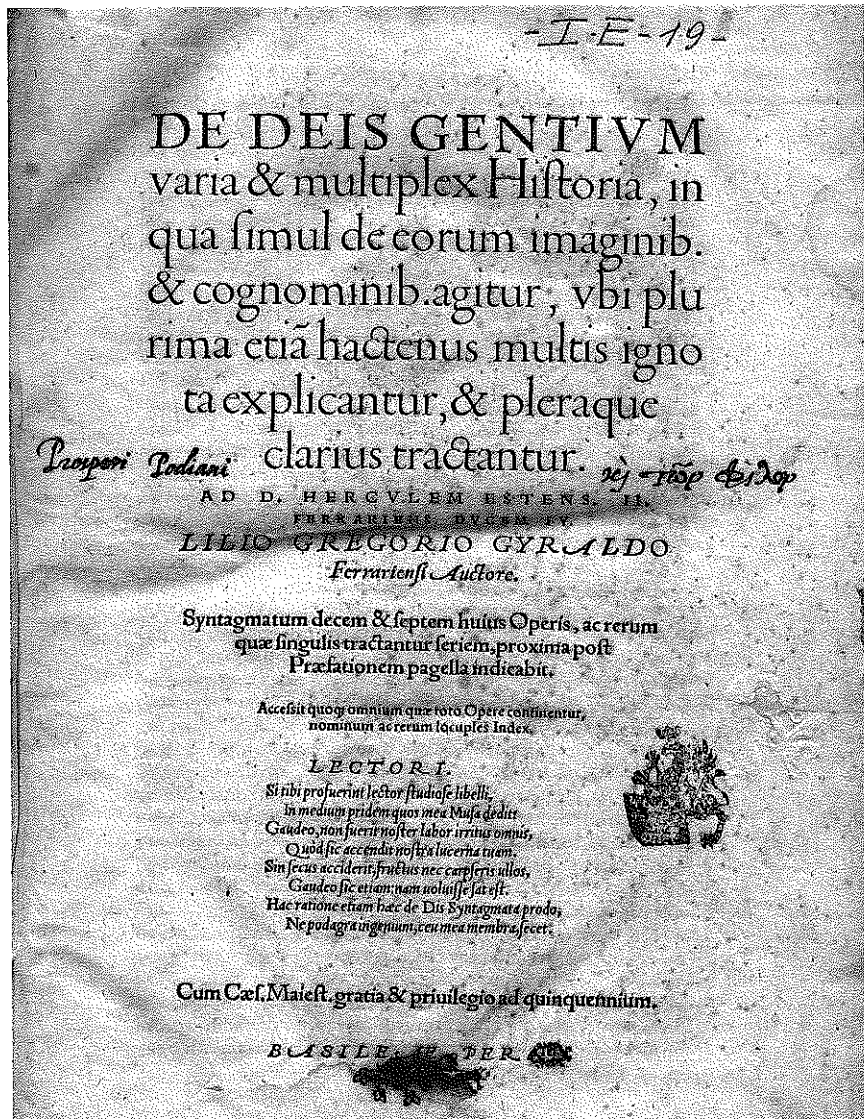 -I-E-19-
DE DEIS GENTIVM
varia & multiplex Hiſtoria, in
qua ſimul de eorum imaginib.
& cognominib. agitur, vbi plu
rima etiã hactenus multis igno
ta explicantur, & pleraque
clarius tractantur.
Prosperi Podiani
AD D. HERCVLEM ESTENS. II.
FERRARIENS. DVCEM IV.
LILIO GREGORIO GYRALDO
Ferrarienſi Auctore.
Syntagmatum decem & ſeptem huius Operis, ac rerum
quæ ſingulis tractantur ſeriem, proxima poſt
Præfationem pagella indicabit.
Acceſsit quoq; omnium quæ toto Opere continentur,
nominum ac rerum locuples Index.
LECTORI.
Si tibi profuerint lector ſtudioſe libelli,
In medium pridem quos mea Muſa dedit:
Gaudeo, non fuerit noſter labor irritus omnis,
Quòd ſic accendit noſtra lucerna tuam.
Sin ſecus acciderit, fructus nec carpſeris ullos,
Gaudeo ſic etiam: nam uoluiſſe ſat eſt.
Hac ratione etiam hæc de Dis Syntagmata prodo,
Ne podagra ingenium, ceu mea membra, ſecet.
Cum Cæſ. Maieſt. gratia & priuilegio ad quinquennium.
PER